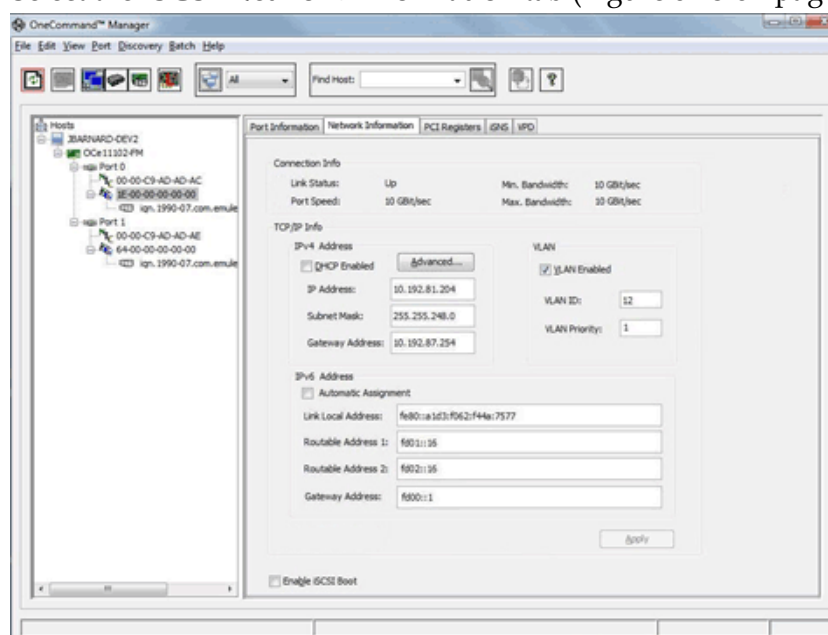 OneCommand™ Manager
File Edit View Port Discovery Batch Help
All
Find Host:
Hosts
JBARNARD-DEV2
OCe11102-FM
Port 0
00-00-C9-AD-AD-AC
1E-00-00-00-00-00
iqn.1990-07.com.emule
Port 1
00-00-C9-AD-AD-AE
64-00-00-00-00-00
iqn.1990-07.com.emule
Port Information Network Information PCI Registers iSNS VPD
Connection Info
Link Status: Up Min. Bandwidth: 10 GBit/sec
Port Speed: 10 GBit/sec Max. Bandwidth: 10 GBit/sec
TCP/IP Info
IPv4 Address
DHCP Enabled Advanced...
IP Address: 10.192.81.204
Subnet Mask: 255.255.248.0
Gateway Address: 10.192.87.254
VLAN
VLAN Enabled
VLAN ID: 12
VLAN Priority: 1
IPv6 Address
Automatic Assignment
Link Local Address: fe80::a1d3:f062:f44a:7577
Routable Address 1: fd01::16
Routable Address 2: fd02::16
Gateway Address: fd00::1
Apply
Enable iSCSI Boot